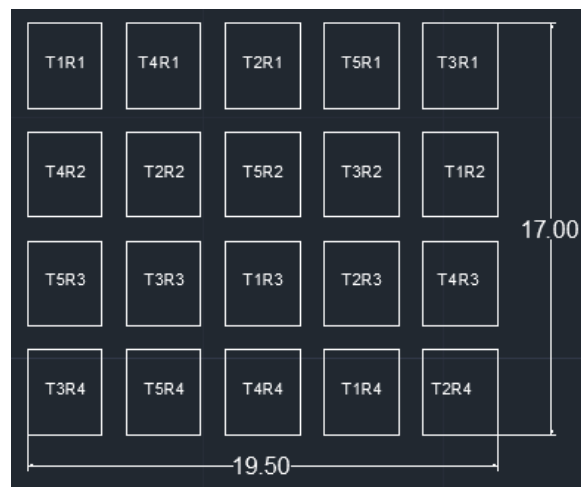 T1R1 T4R1 T2R1 T5R1 T3R1
T4R2 T2R2 T5R2 T3R2 T1R2
17.00
T5R3 T3R3 T1R3 T2R3 T4R3
T3R4 T5R4 T4R4 T1R4 T2R4
19.50